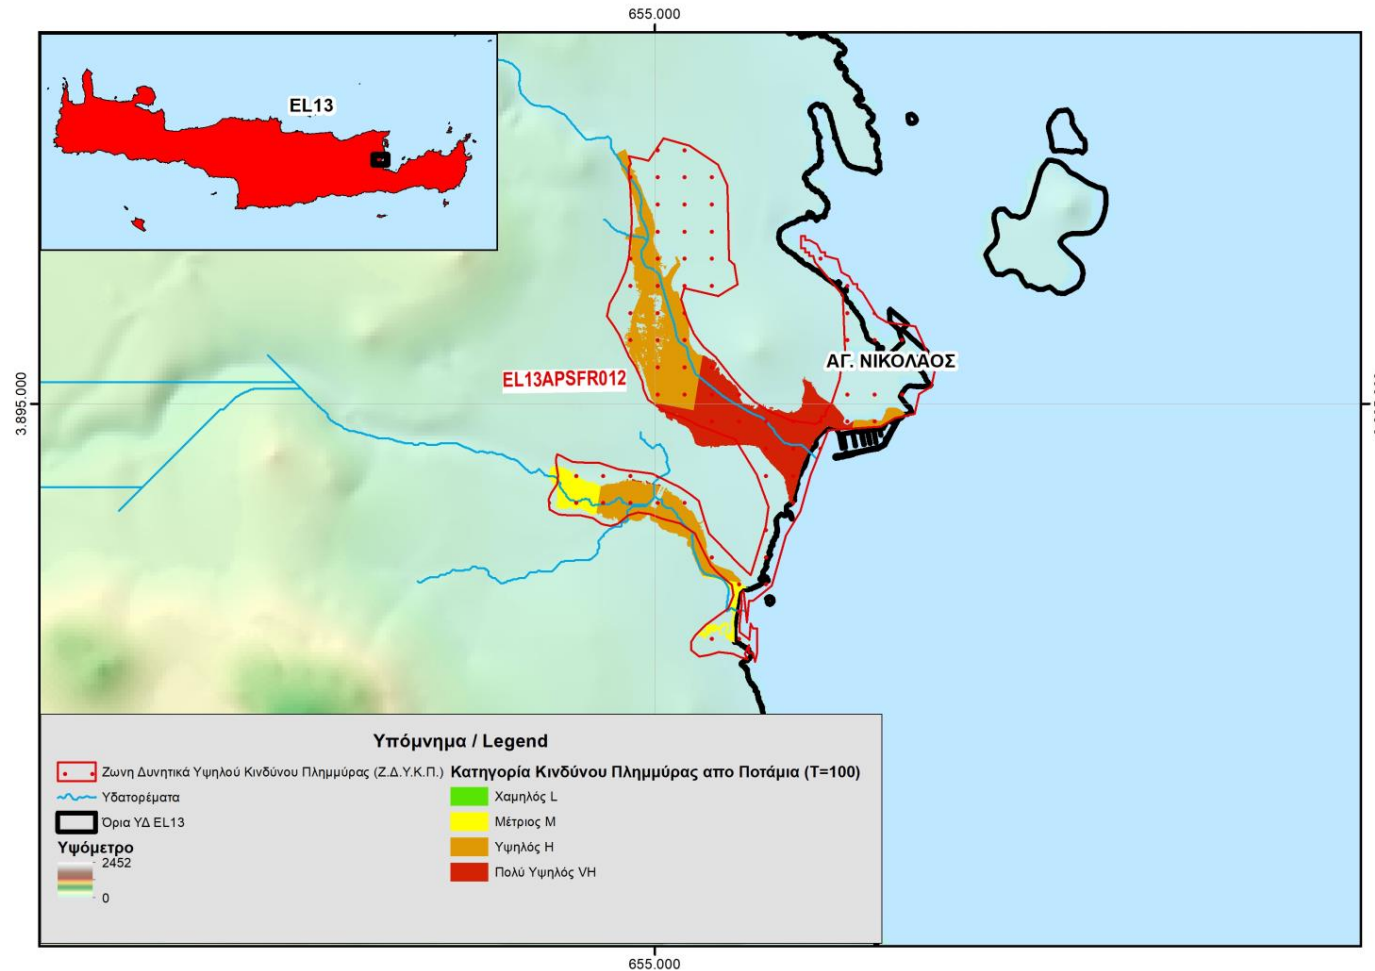 655.000
EL13
ΑΓ. ΝΙΚΟΛΑΟΣ
EL13APSFR012
3.895.000
Υπόμνημα / Legend
Ζωνη Δυνητικά Υψηλού Κινδύνου Πλημμύρας (Ζ.Δ.Υ.Κ.Π.)
Υδατορέματα
Όρια ΥΔ EL13
Υψόμετρο
2452
0
Κατηγορία Κινδύνου Πλημμύρας απο Ποτάμια (Τ=100)
Χαμηλός L
Μέτριος M
Υψηλός H
Πολύ Υψηλός VH
655.000